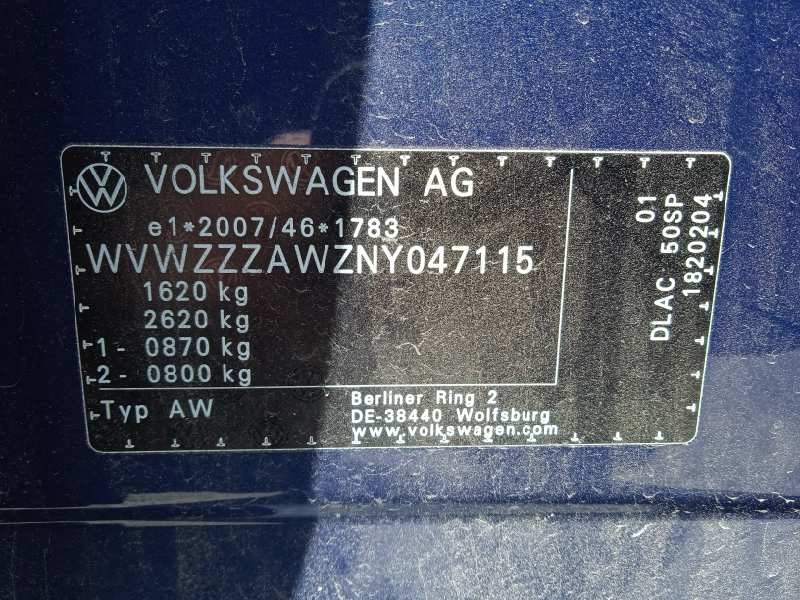 VOLKSWAGEN AG
e1*2007/46*1783
WVWZZZAWZNY047115
1620 kg
2620 kg
1- 0870 kg
2- 0800 kg
Typ AW
Berliner Ring 2
DE-38440 Wolfsburg
www.volkswagen.com
01
DLAC 50SP
1820204